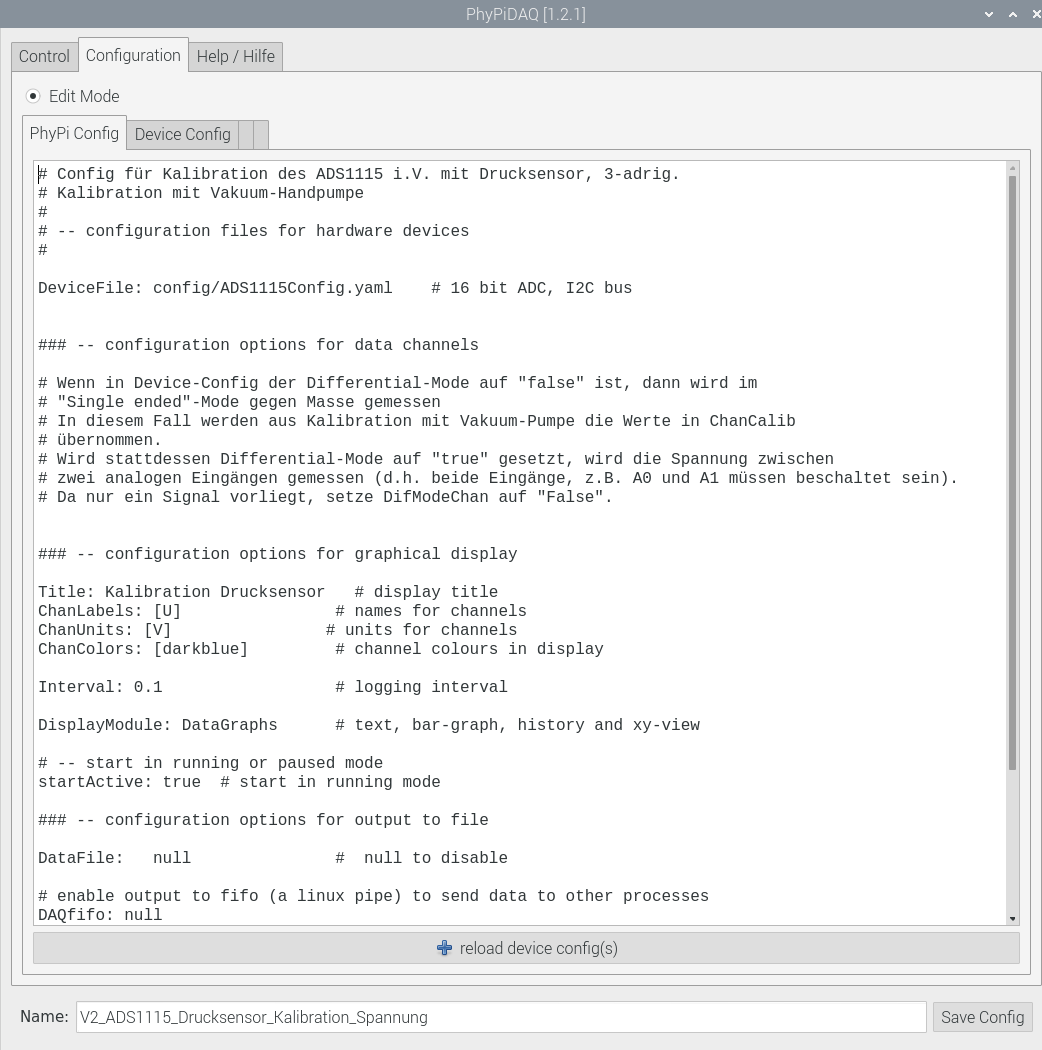 PhyPiDAQ [1.2.1]
Control Configuration Help / Hilfe
Edit Mode
PhyPi Config Device Config
# Config für Kalibration des ADS1115 i.V. mit Drucksensor, 3-adrig.
# Kalibration mit Vakuum-Handpumpe
#
# -- configuration files for hardware devices
#
DeviceFile: config/ADS1115Config.yaml    # 16 bit ADC, I2C bus
### -- configuration options for data channels
# Wenn in Device-Config der Differential-Mode auf "false" ist, dann wird im
# "Single ended"-Mode gegen Masse gemessen
# In diesem Fall werden aus Kalibration mit Vakuum-Pumpe die Werte in ChanCalib
# übernommen.
# Wird stattdessen Differential-Mode auf "true" gesetzt, wird die Spannung zwischen
# zwei analogen Eingängen gemessen (d.h. beide Eingänge, z.B. A0 und A1 müssen beschaltet sein).
# Da nur ein Signal vorliegt, setze DifModeChan auf "False".
### -- configuration options for graphical display
Title: Kalibration Drucksensor   # display title
ChanLabels: [U]                # names for channels
ChanUnits: [V]                # units for channels
ChanColors: [darkblue]         # channel colours in display
Interval: 0.1                  # logging interval
DisplayModule: DataGraphs      # text, bar-graph, history and xy-view
# -- start in running or paused mode
startActive: true  # start in running mode
### -- configuration options for output to file
DataFile:   null               #  null to disable
# enable output to fifo (a linux pipe) to send data to other processes
DAQfifo: null
reload device config(s)
Name: V2_ADS1115_Drucksensor_Kalibration_Spannung Save Config